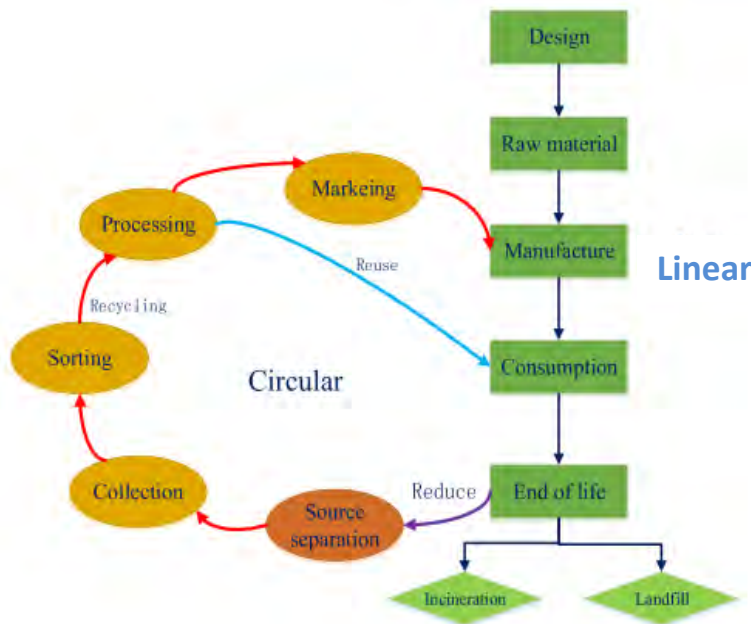 Design
Raw material
Markeing
Processing
Manufacture
Linear
Reuse
Recycling
Sorting
Consumption
Circular
Collection
Reduce
End of life
Source
separation
Incineration
Landfill